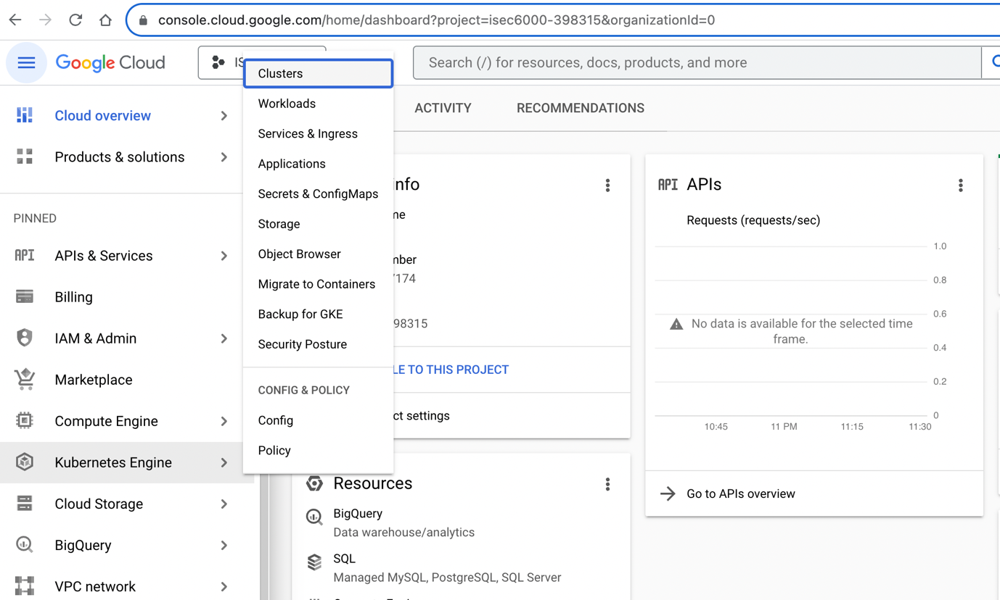 console.cloud.google.com/home/dashboard?project=isec6000-398315&organizationId=0
Google Cloud
IS
Search (/) for resources, docs, products, and more
Cloud overview
Products & solutions
PINNED
API APIs & Services
Billing
IAM & Admin
Marketplace
Compute Engine
Kubernetes Engine
Cloud Storage
BigQuery
VPC network
Clusters
Workloads
Services & Ingress
Applications
Secrets & ConfigMaps
Storage
Object Browser
Migrate to Containers
Backup for GKE
Security Posture
CONFIG & POLICY
Config
Policy
ACTIVITY
RECOMMENDATIONS
info
me
mber
7174
98315
LE TO THIS PROJECT
ct settings
Resources
BigQuery
Data warehouse/analytics
SQL
Managed MySQL, PostgreSQL, SQL Server
API APIs
Requests (requests/sec)
1.0
0.8
0.6
No data is available for the selected time
frame.
0.4
0.2
0
10:45 11 PM 11:15 11:30
Go to APIs overview